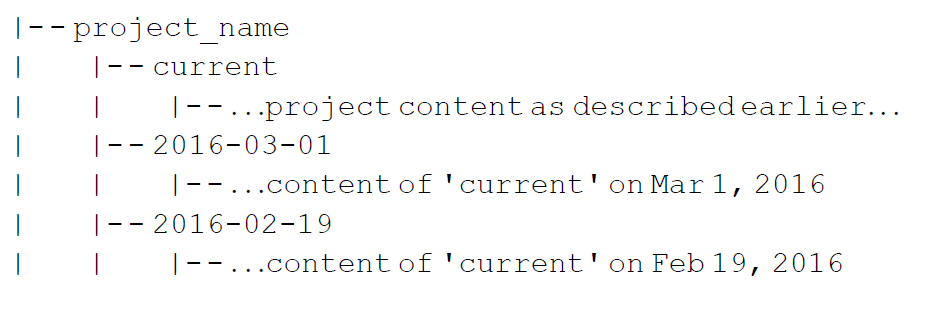 |--project_name
|   |--current
|   |   |--...project content as described earlier...
|   |--2016-03-01
|   |   |--...content of 'current' on Mar 1, 2016
|   |--2016-02-19
|   |   |--...content of 'current' on Feb 19, 2016